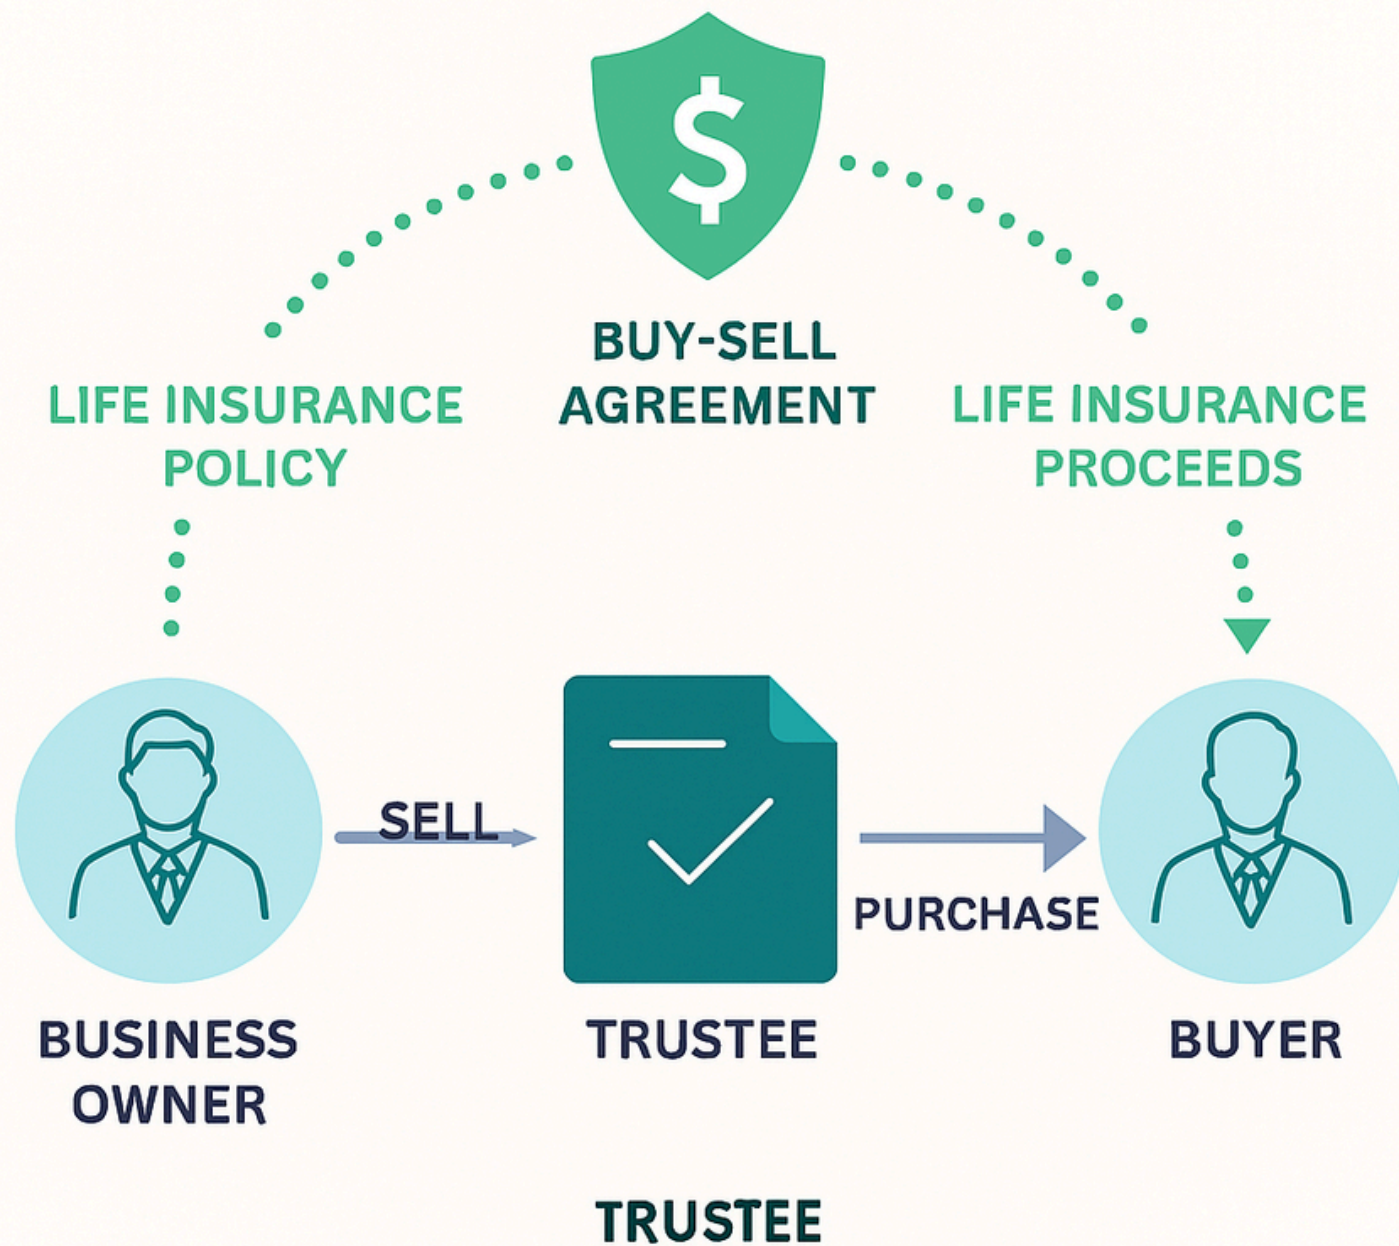 $
BUY-SELL
AGREEMENT
LIFE INSURANCE
POLICY
LIFE INSURANCE
PROCEEDS
SELL
PURCHASE
BUSINESS
OWNER
TRUSTEE
BUYER
TRUSTEE